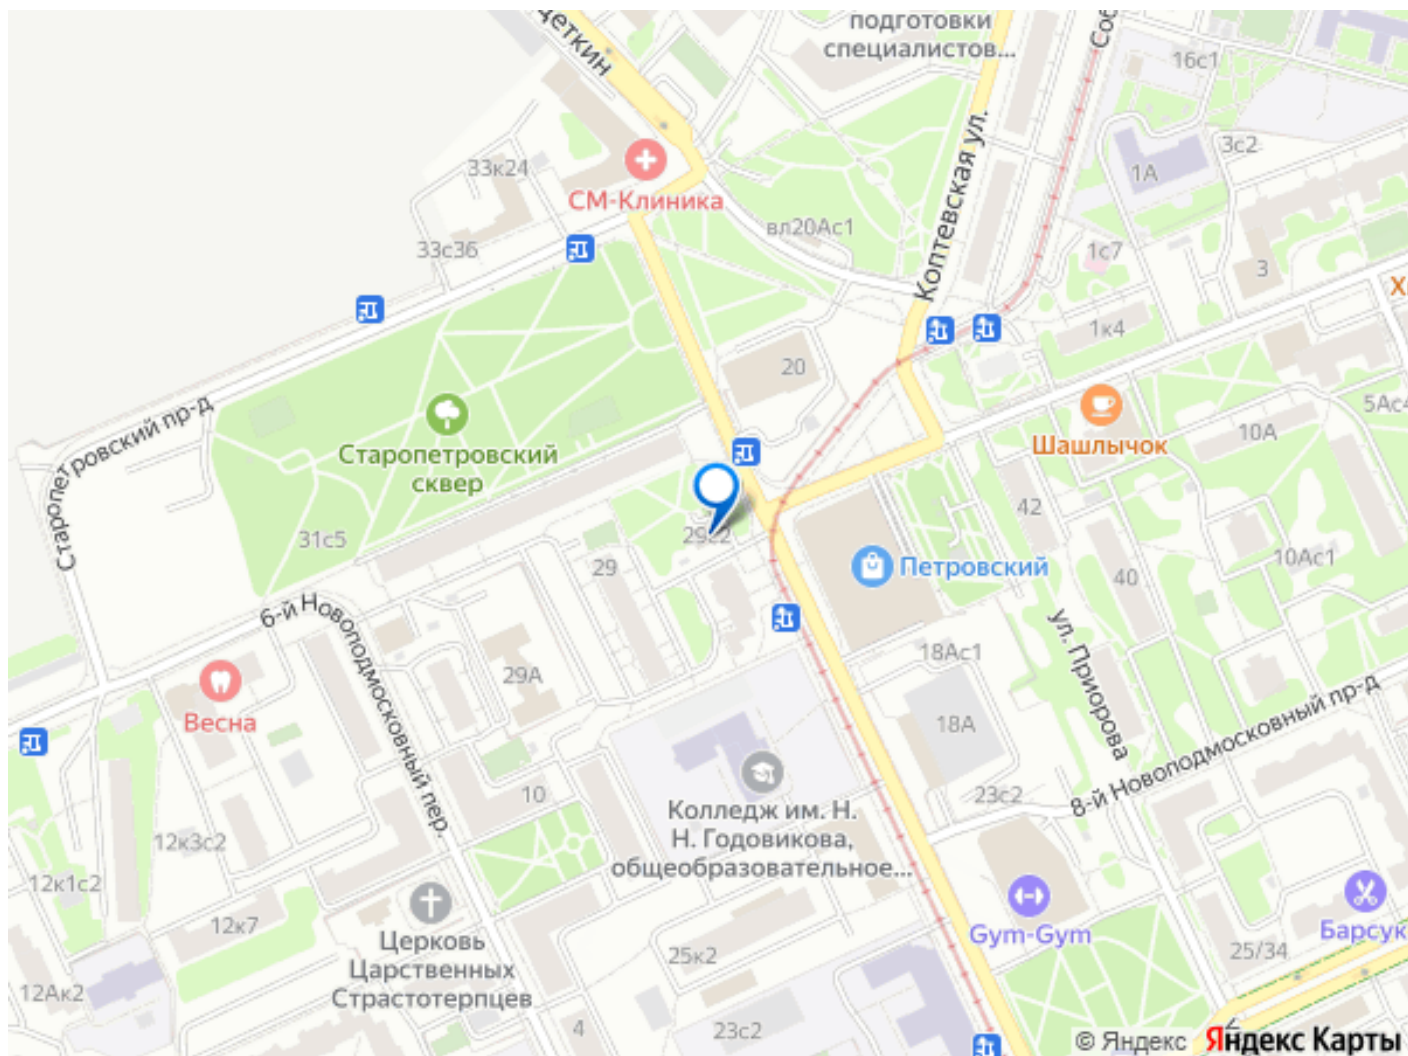 подготовки
специалистов...
16с1
3с2
1А
33к24
СМ-Клиника
вл20Ас1
Коптевская ул.
33с36
1с7
3
1к4
20
5Ас4
Старопетровский пр-д
Старопетровский
сквер
Шашлычок
10А
42
31с5
29
29с2
Петровский
40
10Ас1
6-й Новоподмосковный пер.
ул. Приорова
18Ас1
29А
Весна
18А
8-й Новоподмосковный пр-д
23с2
10
Колледж им. Н.
Н. Годовикова,
общеобразовательное...
12к3с2
12к1с2
12к7
Церковь
Царственных
Страстотерпцев
Gym-Gym
Барсук
25/34
25к2
12Ак2
4
23с2
© Яндекс Яндекс Карты